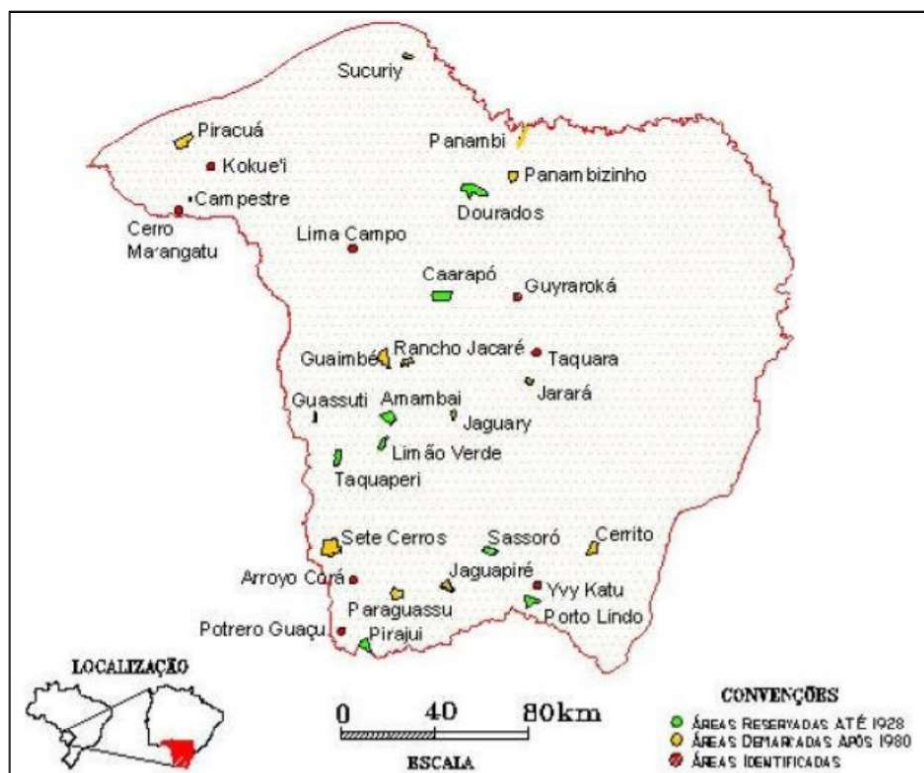 Sucuriy
Piracuá
Panambi
Kokue'i
Panambizinho
Campestre
Dourados
Cerro
Marangatu
Lima Campo
Caarapó
Guyraroká
Guaimbé
Rancho Jacaré
Taquara
Jarará
Guassuti
Amambai
Jaguary
Limão Verde
Taquaperi
Sete Cerros
Sassoró
Cerrito
Arroyo Corá
Jaguapiré
Yvy Katu
Paraguassu
Porto Lindo
Potrero Guaçu
Pirajui
LOCALIZAÇÃO
0 40 80km
ESCALA
CONVENÇÕES
ÁREAS RESERVADAS ATÉ 1928
ÁREAS DEMARCADAS APÓS 1980
ÁREAS IDENTIFICADAS